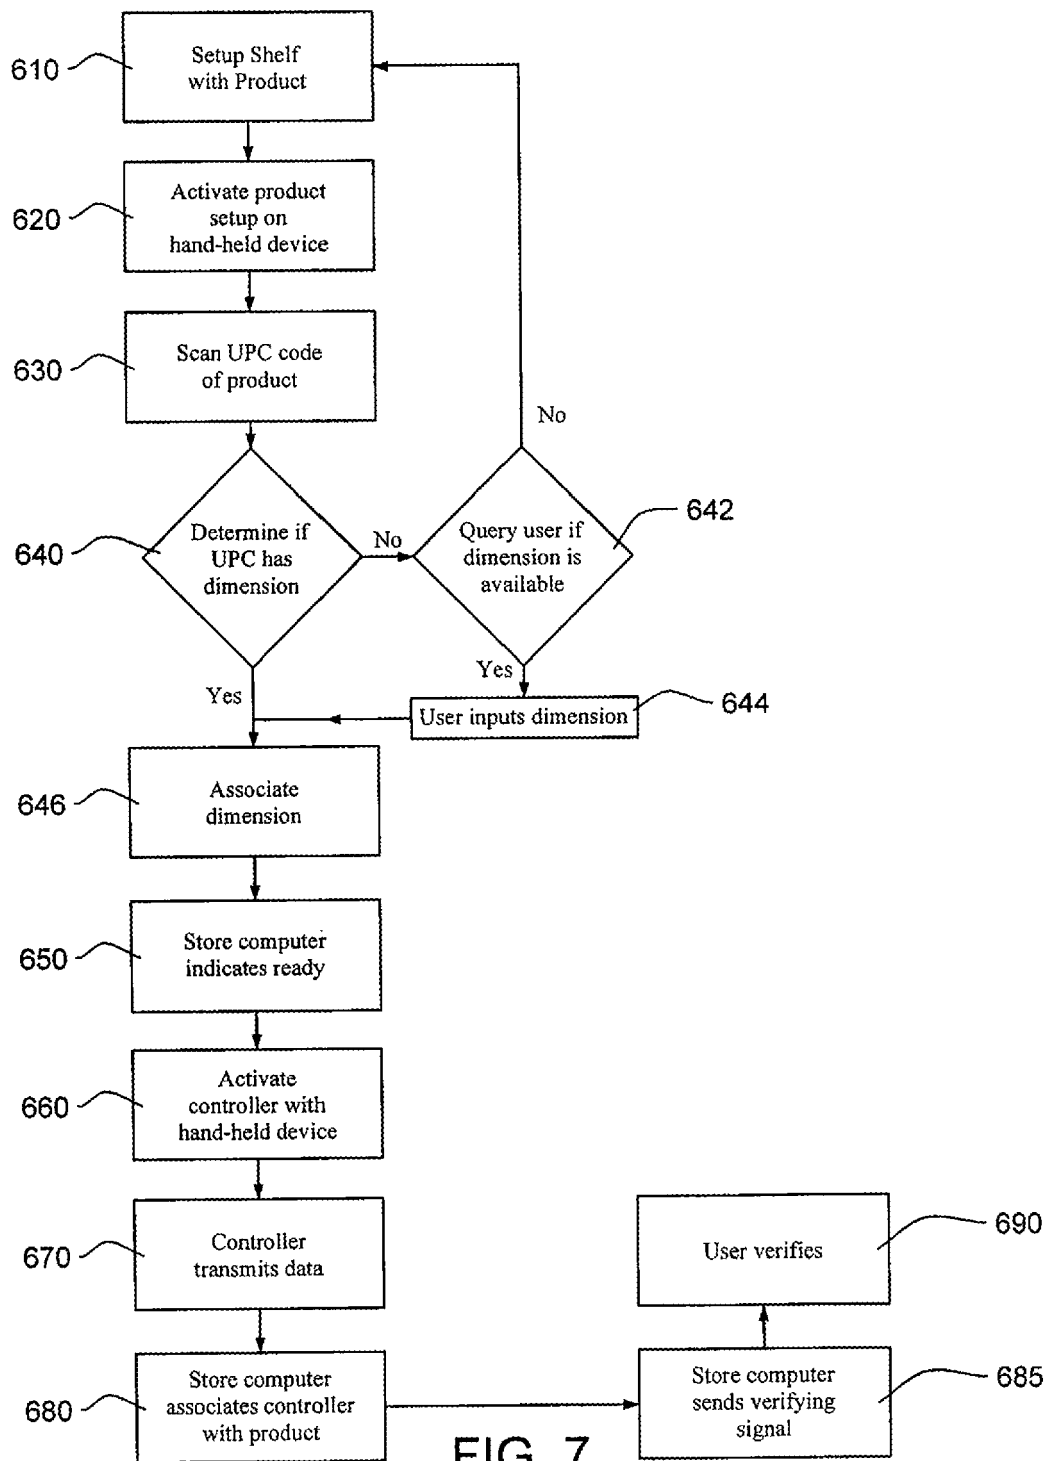 610
Setup Shelf
with Product
620
Activate product
setup on
hand-held device
630
Scan UPC code
of product
No
640
Determine if
UPC has
dimension
No
Query user if
dimension is
available
642
Yes
Yes
User inputs dimension
644
646
Associate
dimension
650
Store computer
indicates ready
660
Activate
controller with
hand-held device
670
Controller
transmits data
User verifies
690
680
Store computer
associates controller
with product
Store computer
sends verifying
signal
685
FIG. 7